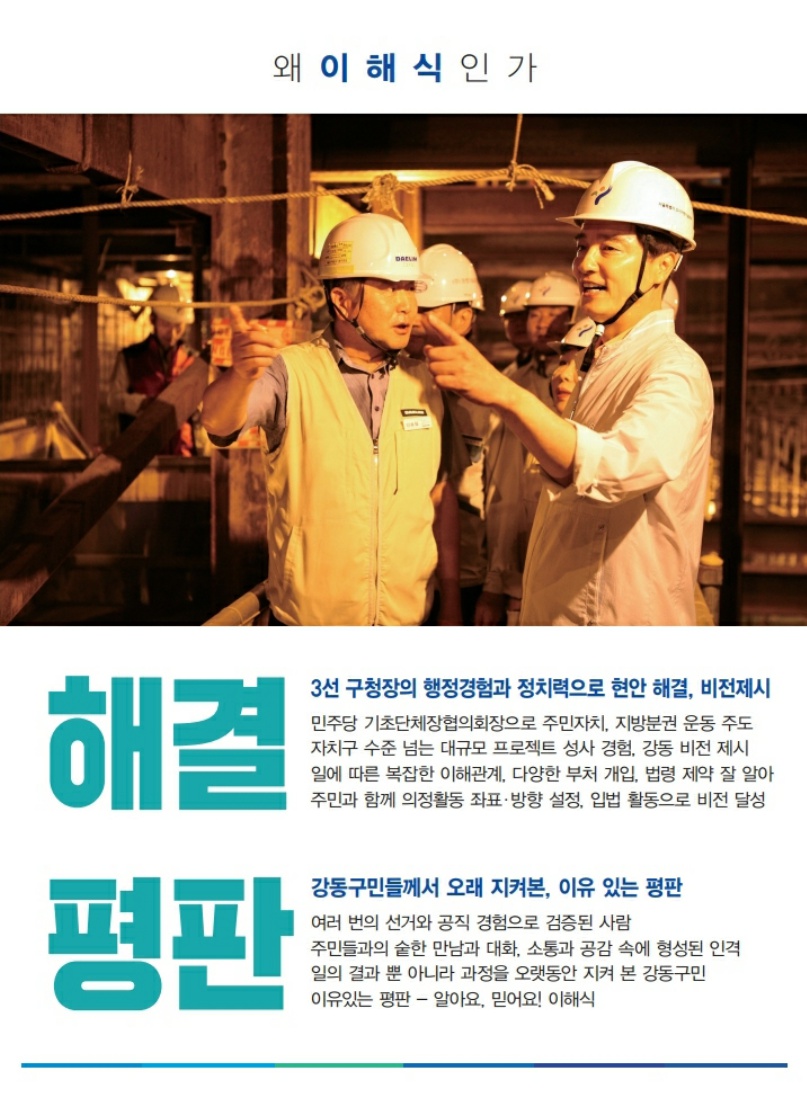 왜 이해식인가
DAELIM
해결
3선 구청장의 행정경험과 정치력으로 현안 해결, 비전제시
민주당 기초단체장협의회장으로 주민자치, 지방분권 운동 주도
자치구 수준 넘는 대규모 프로젝트 성사 경험, 강동 비전 제시
일에 따른 복잡한 이해관계, 다양한 부처 개입, 법령 제약 잘 알아
주민과 함께 의정활동 좌표·방향 설정, 입법 활동으로 비전 달성
평판
강동구민들께서 오래 지켜본, 이유 있는 평판
여러 번의 선거와 공직 경험으로 검증된 사람
주민들과의 숱한 만남과 대화, 소통과 공감 속에 형성된 인격
일의 결과 뿐 아니라 과정을 오랫동안 지켜 본 강동구민
이유있는 평판 – 알아요, 믿어요! 이해식